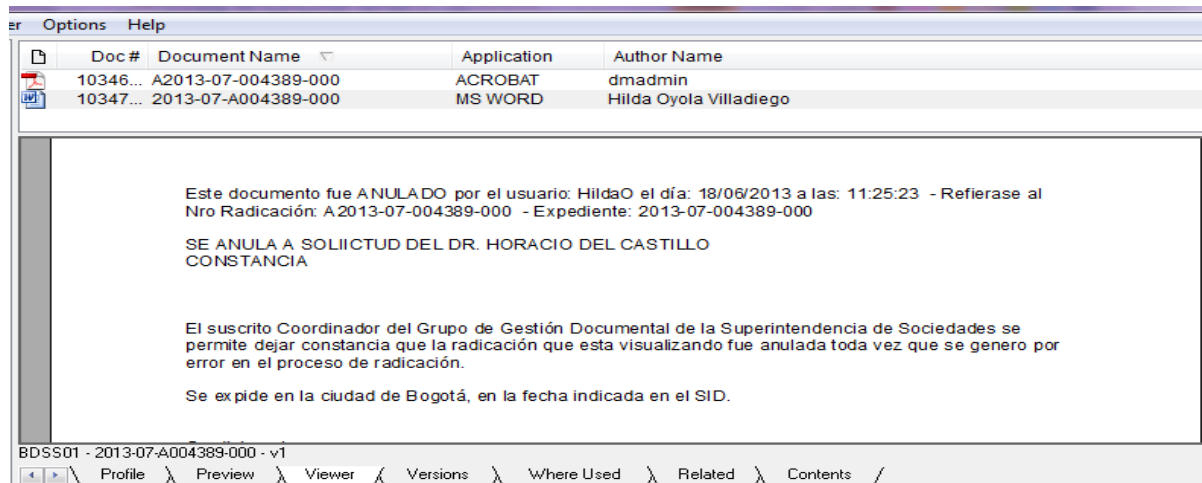 er Options Help
Doc # Document Name Application Author Name
10346... A2013-07-004389-000 ACROBAT dmadmin
10347... 2013-07-A004389-000 MS WORD Hilda Oyola Villadiego
Este documento fue ANULADO por el usuario: HildaO el día: 18/06/2013 a las: 11:25:23 - Refierase al
Nro Radicación: A2013-07-004389-000 - Expediente: 2013-07-004389-000
SE ANULA A SOLIICTUD DEL DR. HORACIO DEL CASTILLO
CONSTANCIA
El suscrito Coordinador del Grupo de Gestión Documental de la Superintendencia de Sociedades se
permite dejar constancia que la radicación que esta visualizando fue anulada toda vez que se genero por
error en el proceso de radicación.
Se expide en la ciudad de Bogotá, en la fecha indicada en el SID.
BDSS01 - 2013-07-A004389-000 - v1
Profile Preview Viewer Versions Where Used Related Contents